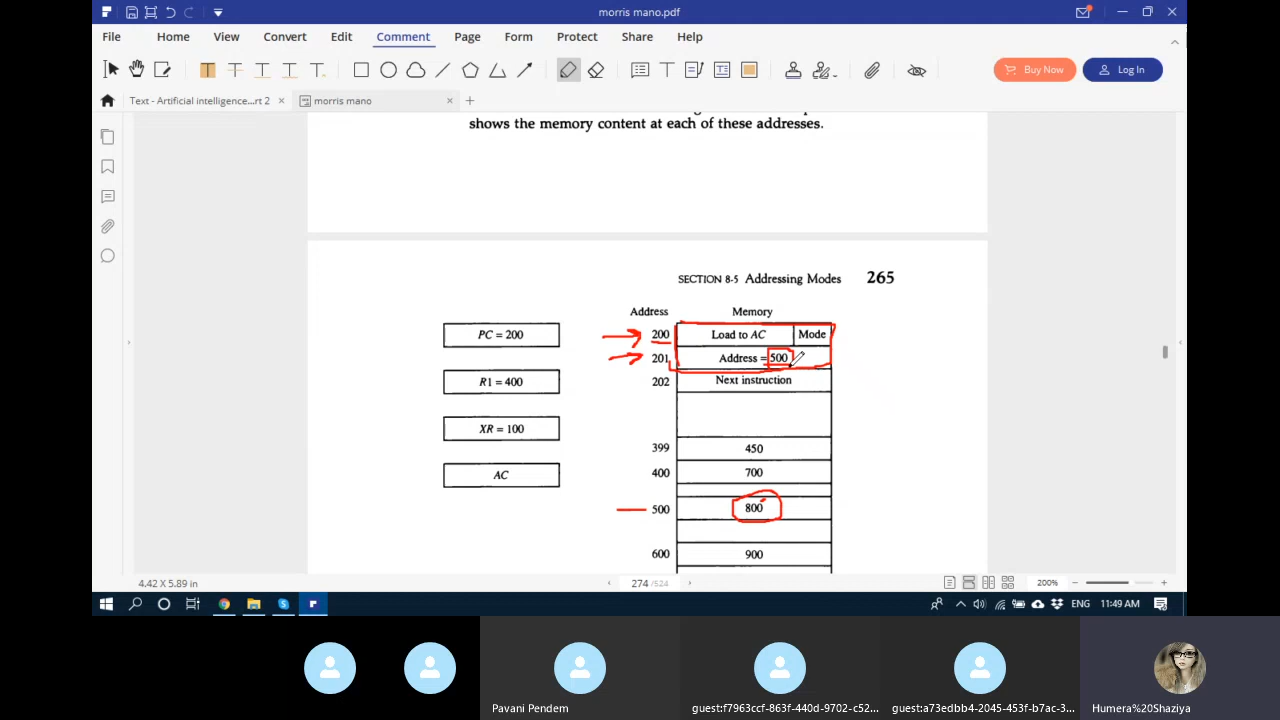 morris mano.pdf
File Home View Convert Edit Comment Page Form Protect Share Help
Buy Now Log In
Text - Artificial intelligence...rt 2 morris mano
shows the memory content at each of these addresses.
SECTION 8-5 Addressing Modes 265
Address Memory
PC = 200 200 Load to AC Mode
201 Address = 500
R1 = 400 202 Next instruction
XR = 100 399 450
AC 400 700
500 800
600 900
4.42 X 5.89 in 274 /524 200%
ENG 11:49 AM
Pavani Pendem guest:f7963ccf-863f-440d-9702-c52... guest:a73edbb4-2045-453f-b7ac-3... Humera%20Shaziya